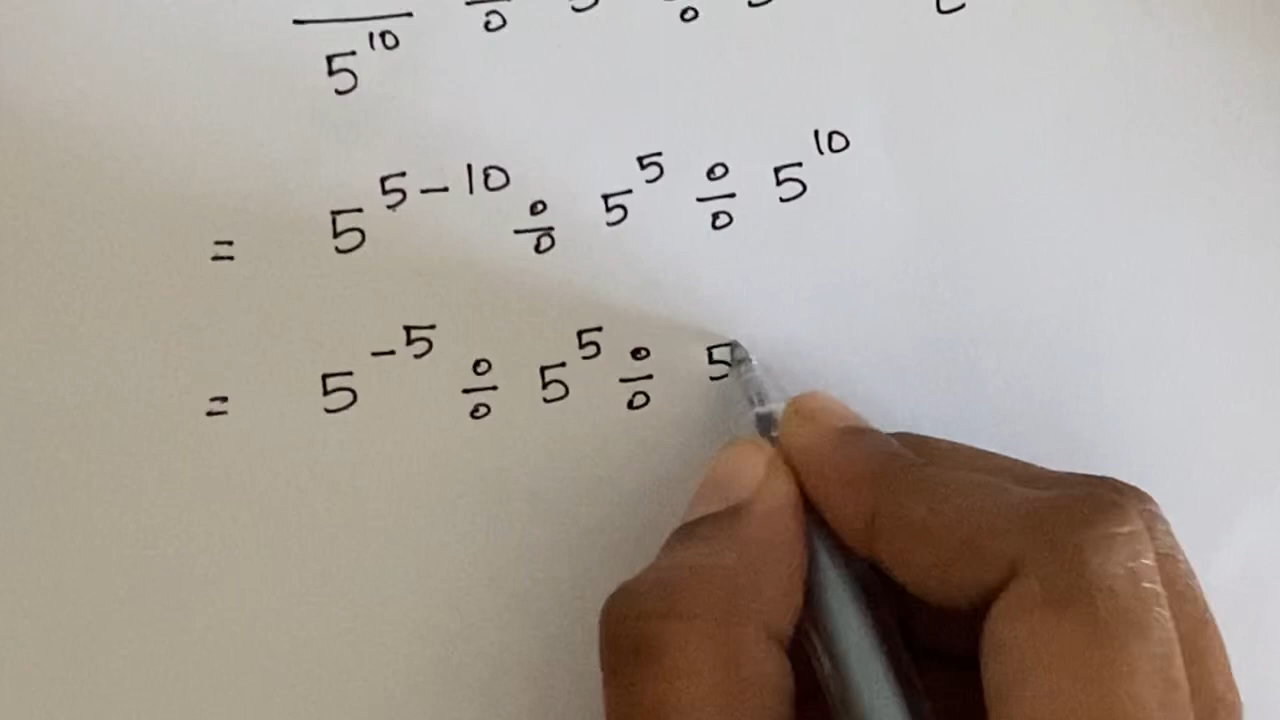 5^10
= 5^(5-10) ÷ 5^5 ÷ 5^10
= 5^-5 ÷ 5^5 ÷ 5